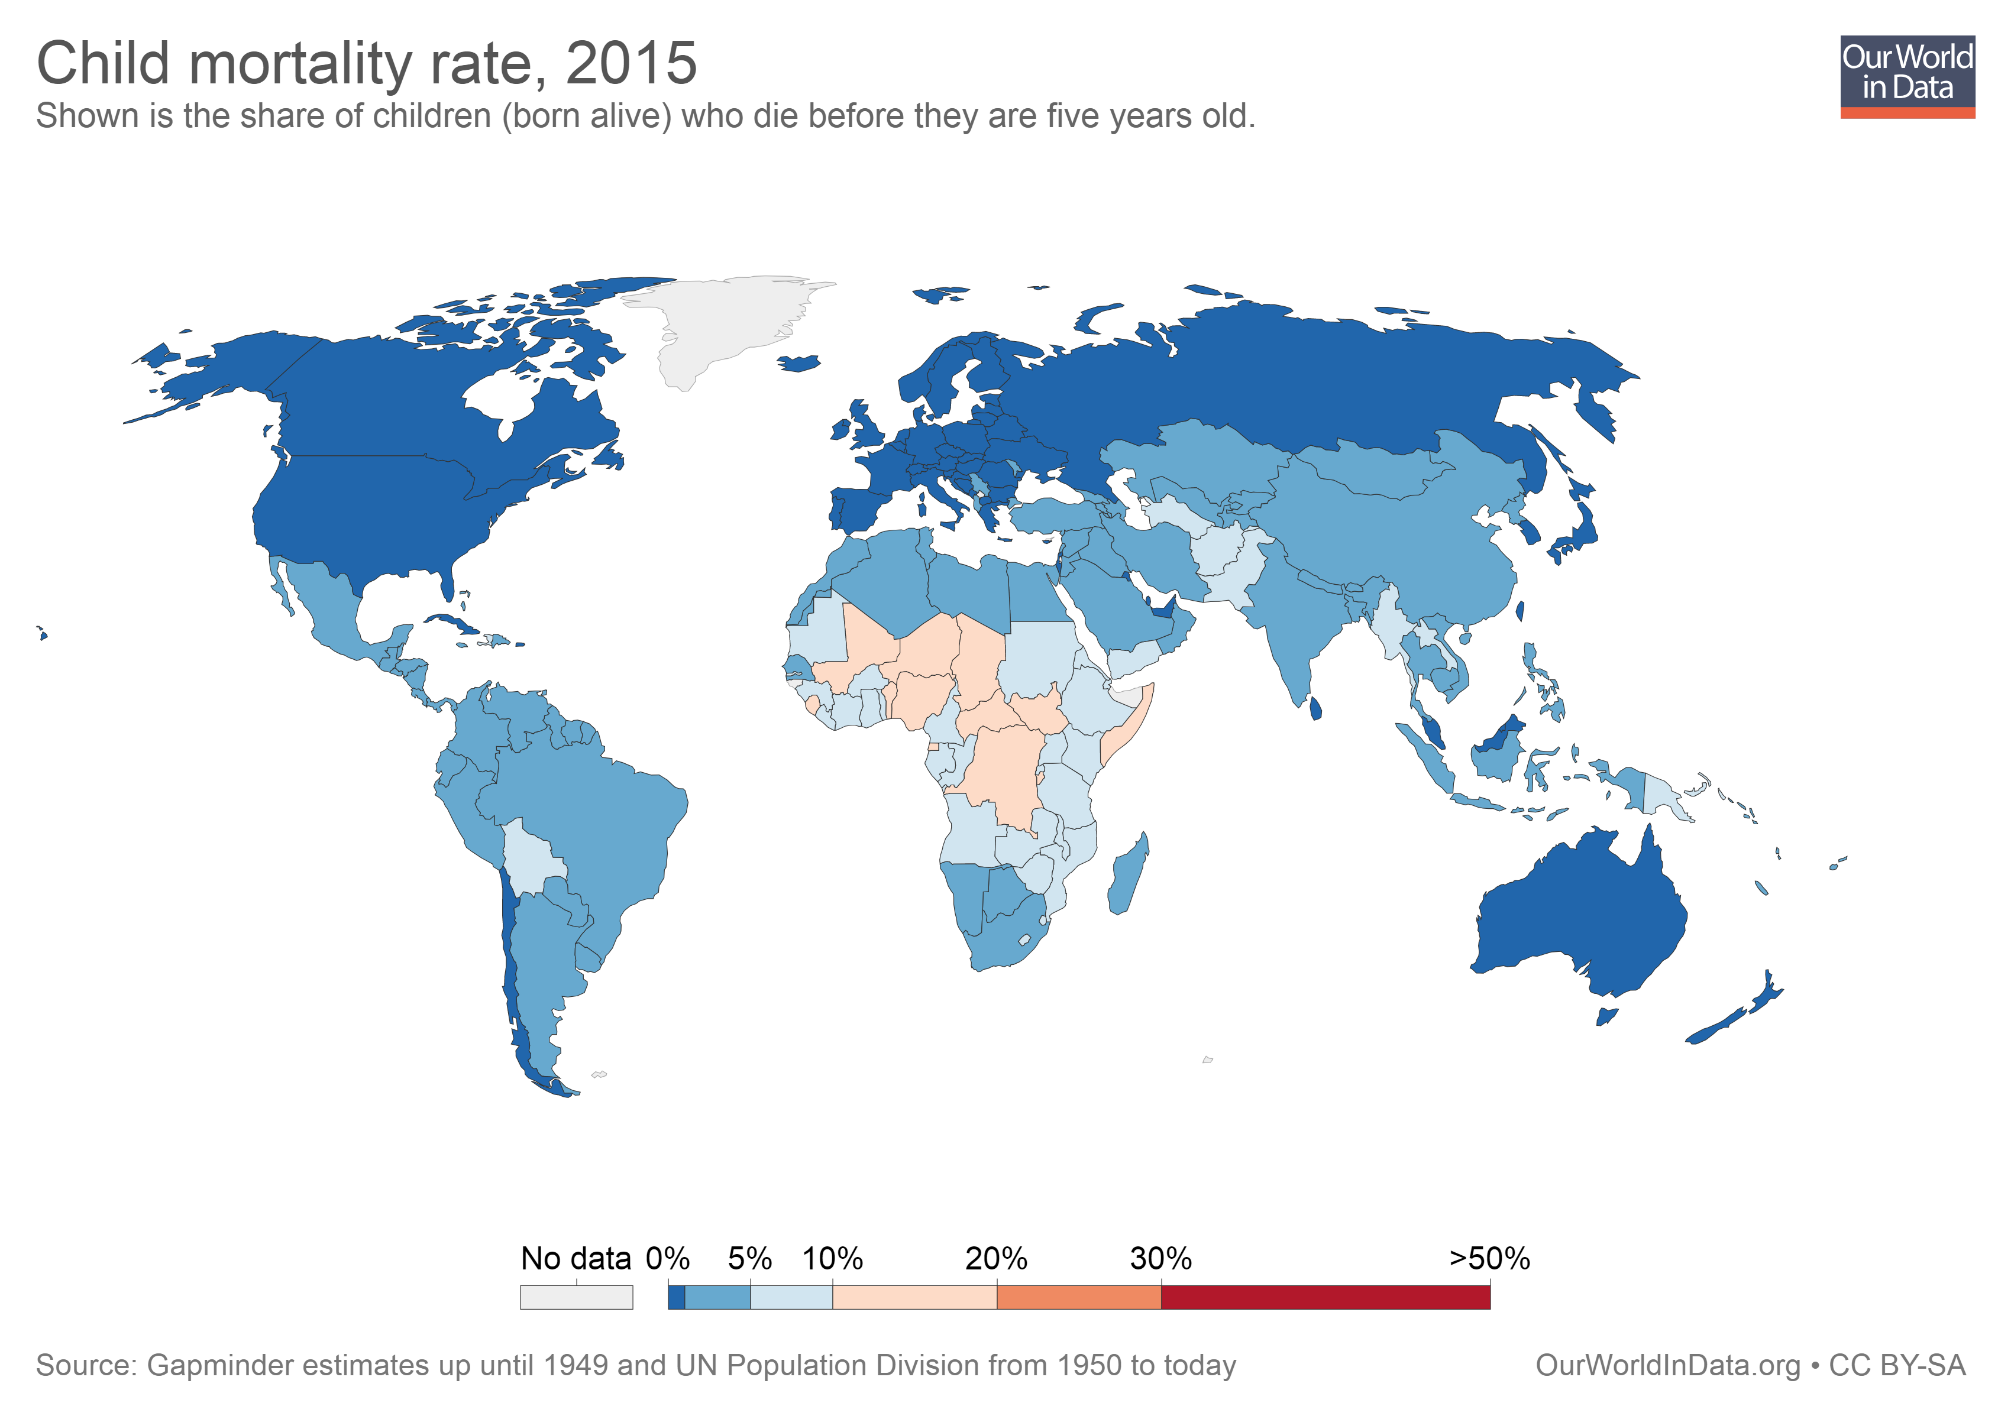 Child mortality rate, 2015
Shown is the share of children (born alive) who die before they are five years old.
Our World
in Data
No data 0% 5% 10% 20% 30% >50%
Source: Gapminder estimates up until 1949 and UN Population Division from 1950 to today
OurWorldInData.org • CC BY-SA